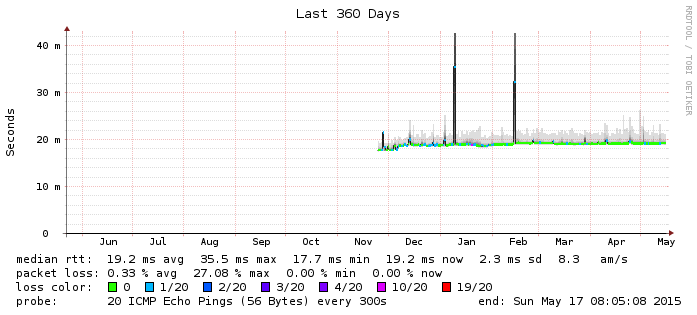 Last 360 Days
RRDTOOL / TOBI OETIKER
Seconds
40 m
30 m
20 m
10 m
0
Jun Jul Aug Sep Oct Nov Dec Jan Feb Mar Apr May
median rtt: 19.2 ms avg 35.5 ms max 17.7 ms min 19.2 ms now 2.3 ms sd 8.3 am/s
packet loss: 0.33 % avg 27.08 % max 0.00 % min 0.00 % now
loss color: 0 1/20 2/20 3/20 4/20 10/20 19/20
probe: 20 ICMP Echo Pings (56 Bytes) every 300s end: Sun May 17 08:05:08 2015